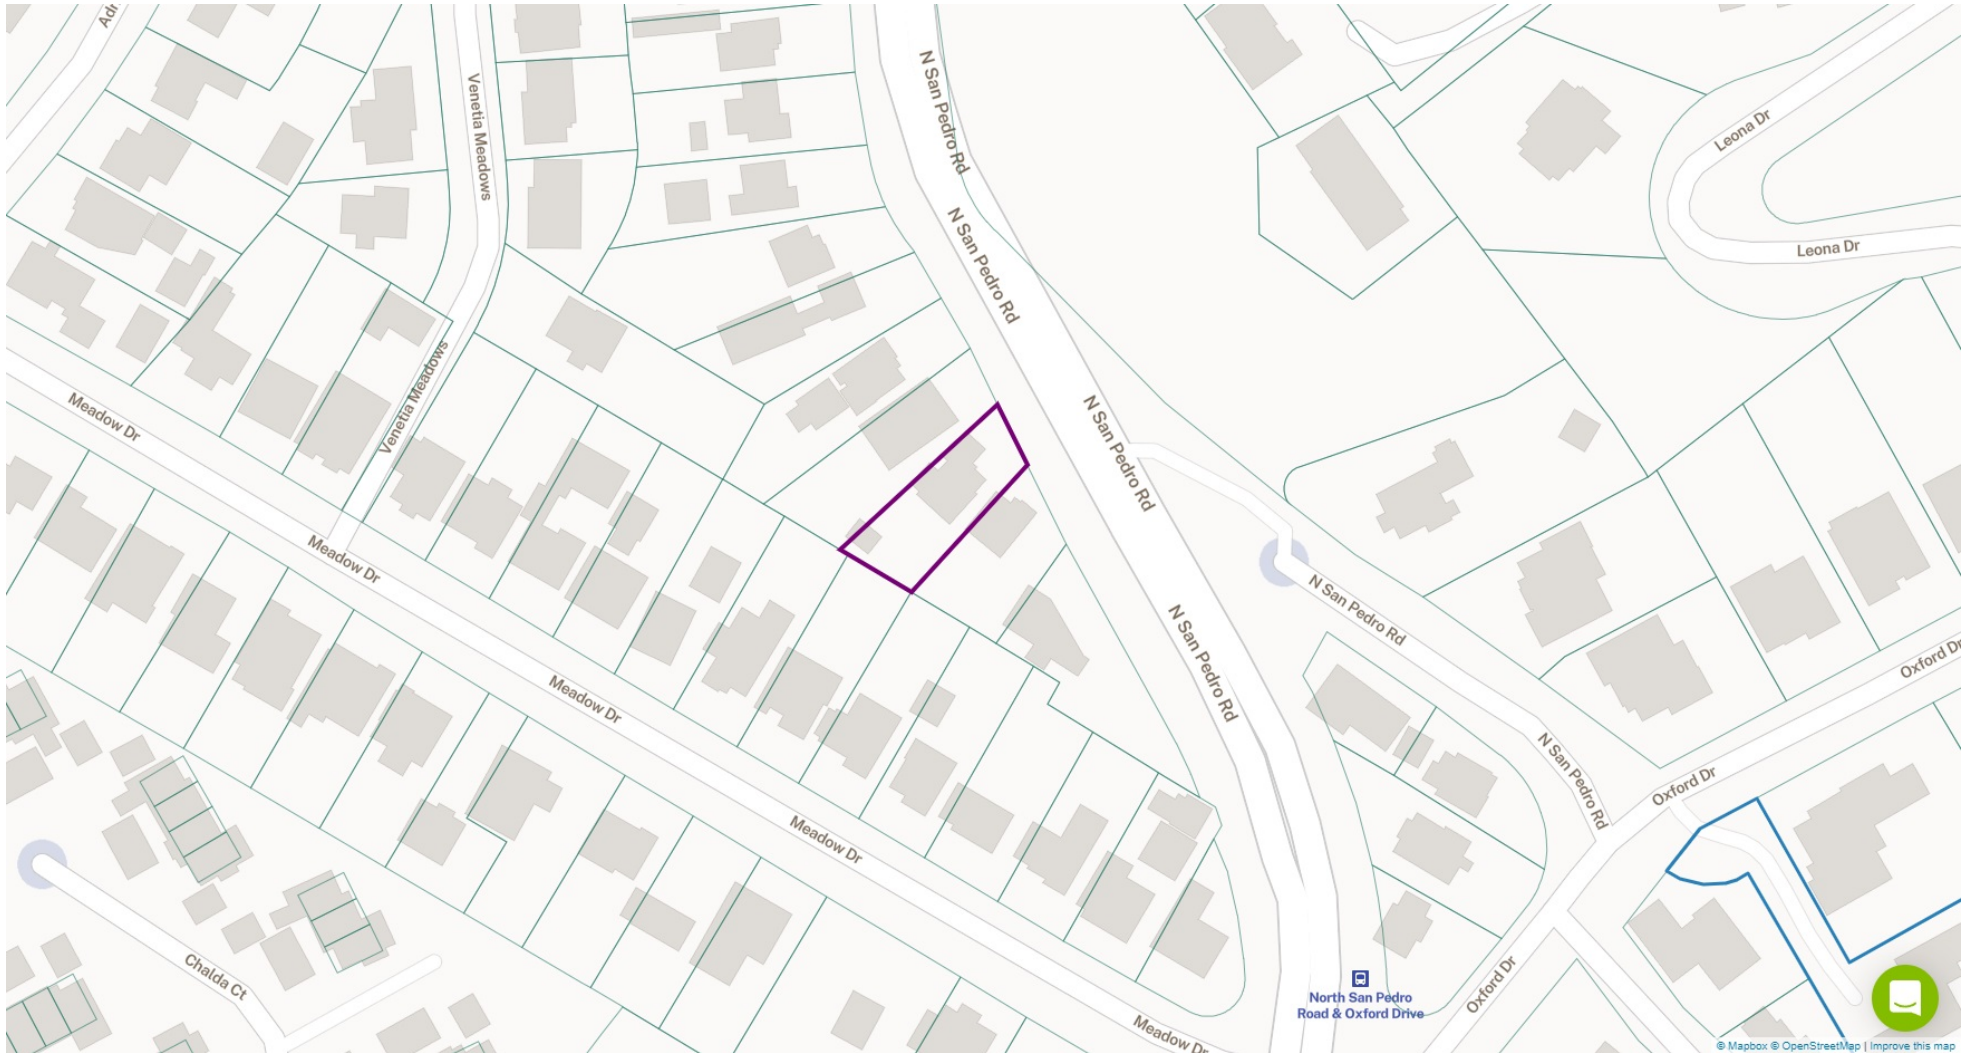 Adr
Venetia Meadows
N San Pedro Rd
Leona Dr
N San Pedro Rd
Leona Dr
Meadow Dr
Venetia Meadows
N San Pedro Rd
Meadow Dr
N San Pedro Rd
N San Pedro Rd
Oxford Dr
Meadow Dr
N San Pedro Rd
Oxford Dr
Meadow Dr
Chalda Ct
Oxford Dr
North San Pedro
Road & Oxford Drive
Meadow Dr
© Mapbox © OpenStreetMap | Improve this map